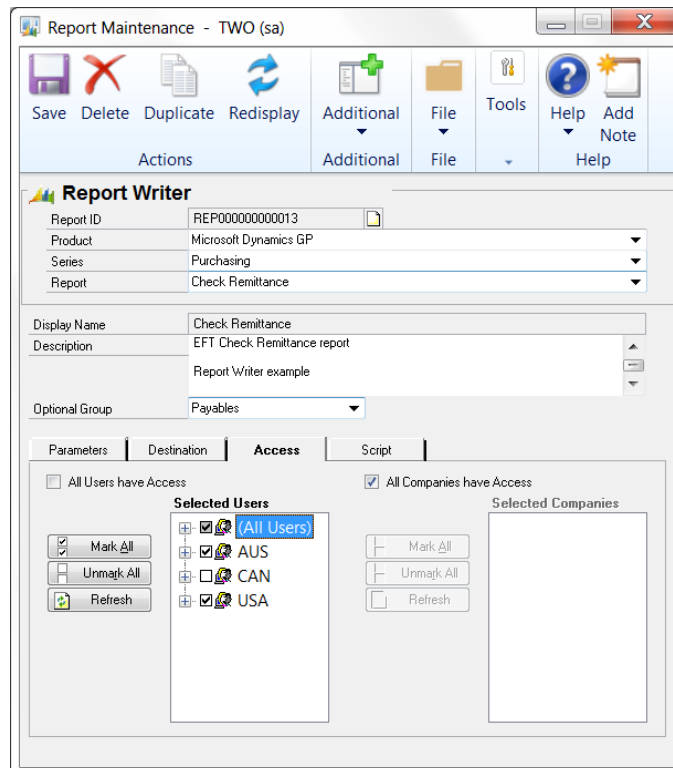 Report Maintenance - TWO (sa)
Save Delete Duplicate Redisplay Additional File Tools Help Add Note
Actions Additional File Help
Report Writer
Report ID REP000000000013
Product Microsoft Dynamics GP
Series Purchasing
Report Check Remittance
Display Name Check Remittance
Description EFT Check Remittance report
Report Writer example
Optional Group Payables
Parameters Destination Access Script
All Users have Access All Companies have Access
Selected Users Selected Companies
(All Users)
Mark All AUS Mark All
Unmark All CAN Unmark All
Refresh USA Refresh